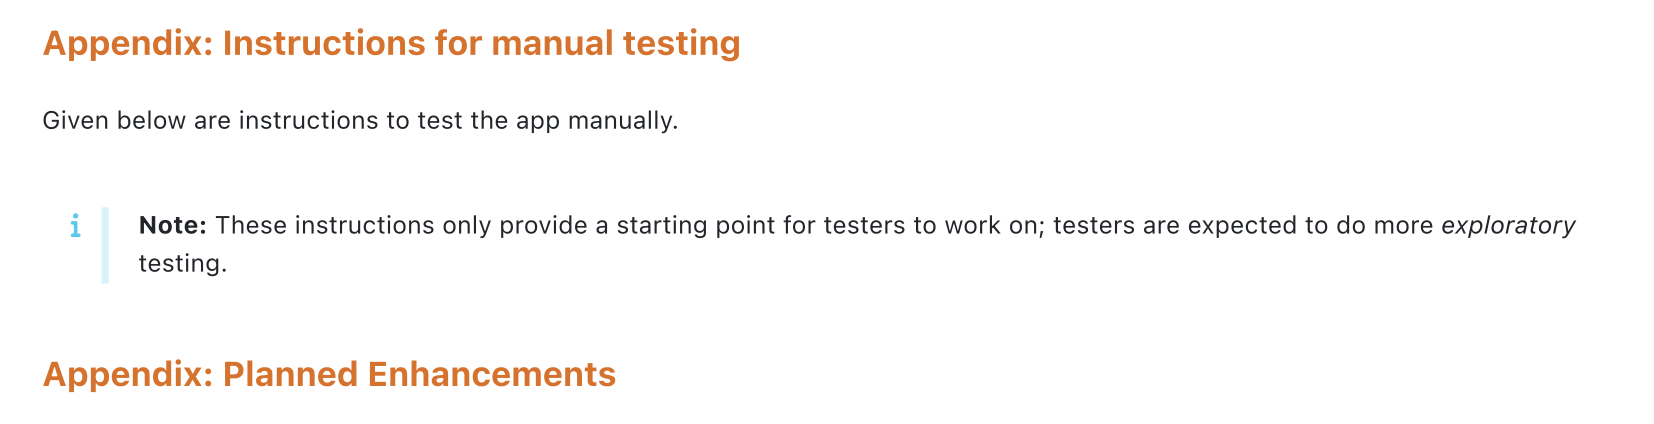 Appendix: Instructions for manual testing
Given below are instructions to test the app manually.
i
Note: These instructions only provide a starting point for testers to work on; testers are expected to do more exploratory
testing.
Appendix: Planned Enhancements